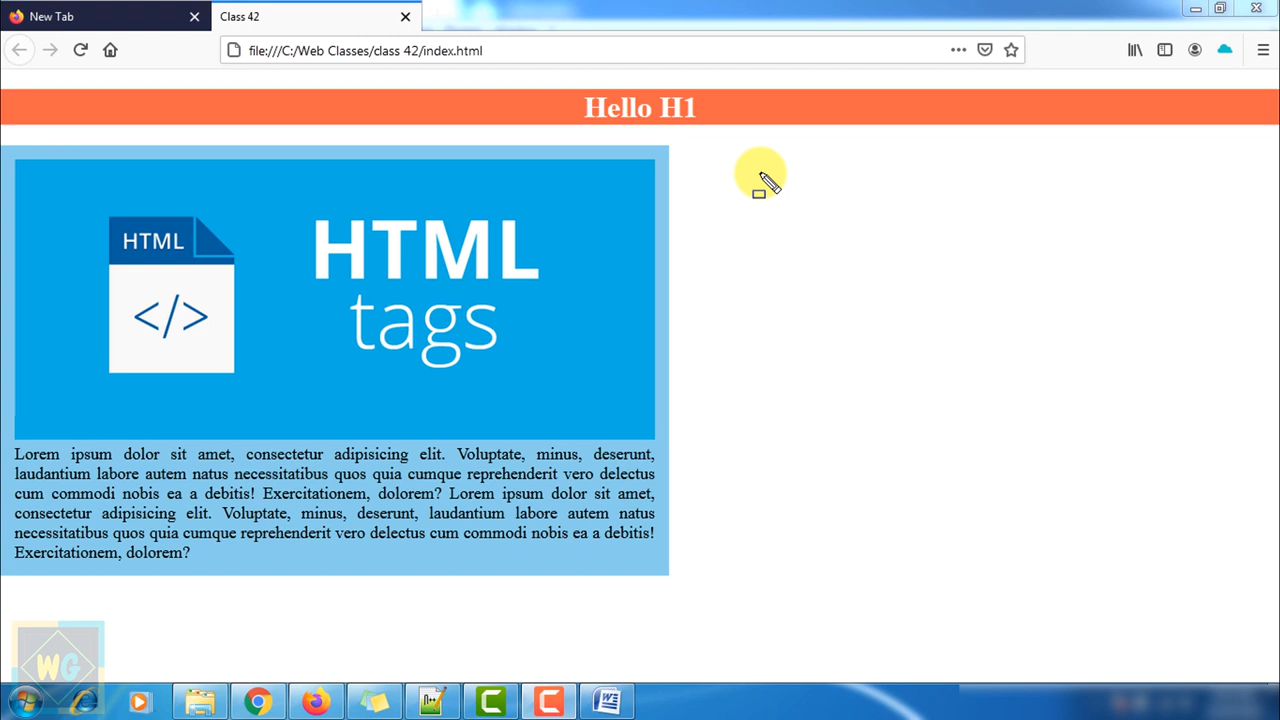 New Tab
Class 42
file:///C:/Web Classes/class 42/index.html
Hello H1
HTML
</>
HTML
tags
Lorem ipsum dolor sit amet, consectetur adipisicing elit. Voluptate, minus, deserunt,
laudantium labore autem natus necessitatibus quos quia cumque reprehenderit vero delectus
cum commodi nobis ea a debitis! Exercitationem, dolorem? Lorem ipsum dolor sit amet,
consectetur adipisicing elit. Voluptate, minus, deserunt, laudantium labore autem natus
necessitatibus quos quia cumque reprehenderit vero delectus cum commodi nobis ea a debitis!
Exercitationem, dolorem?
WG